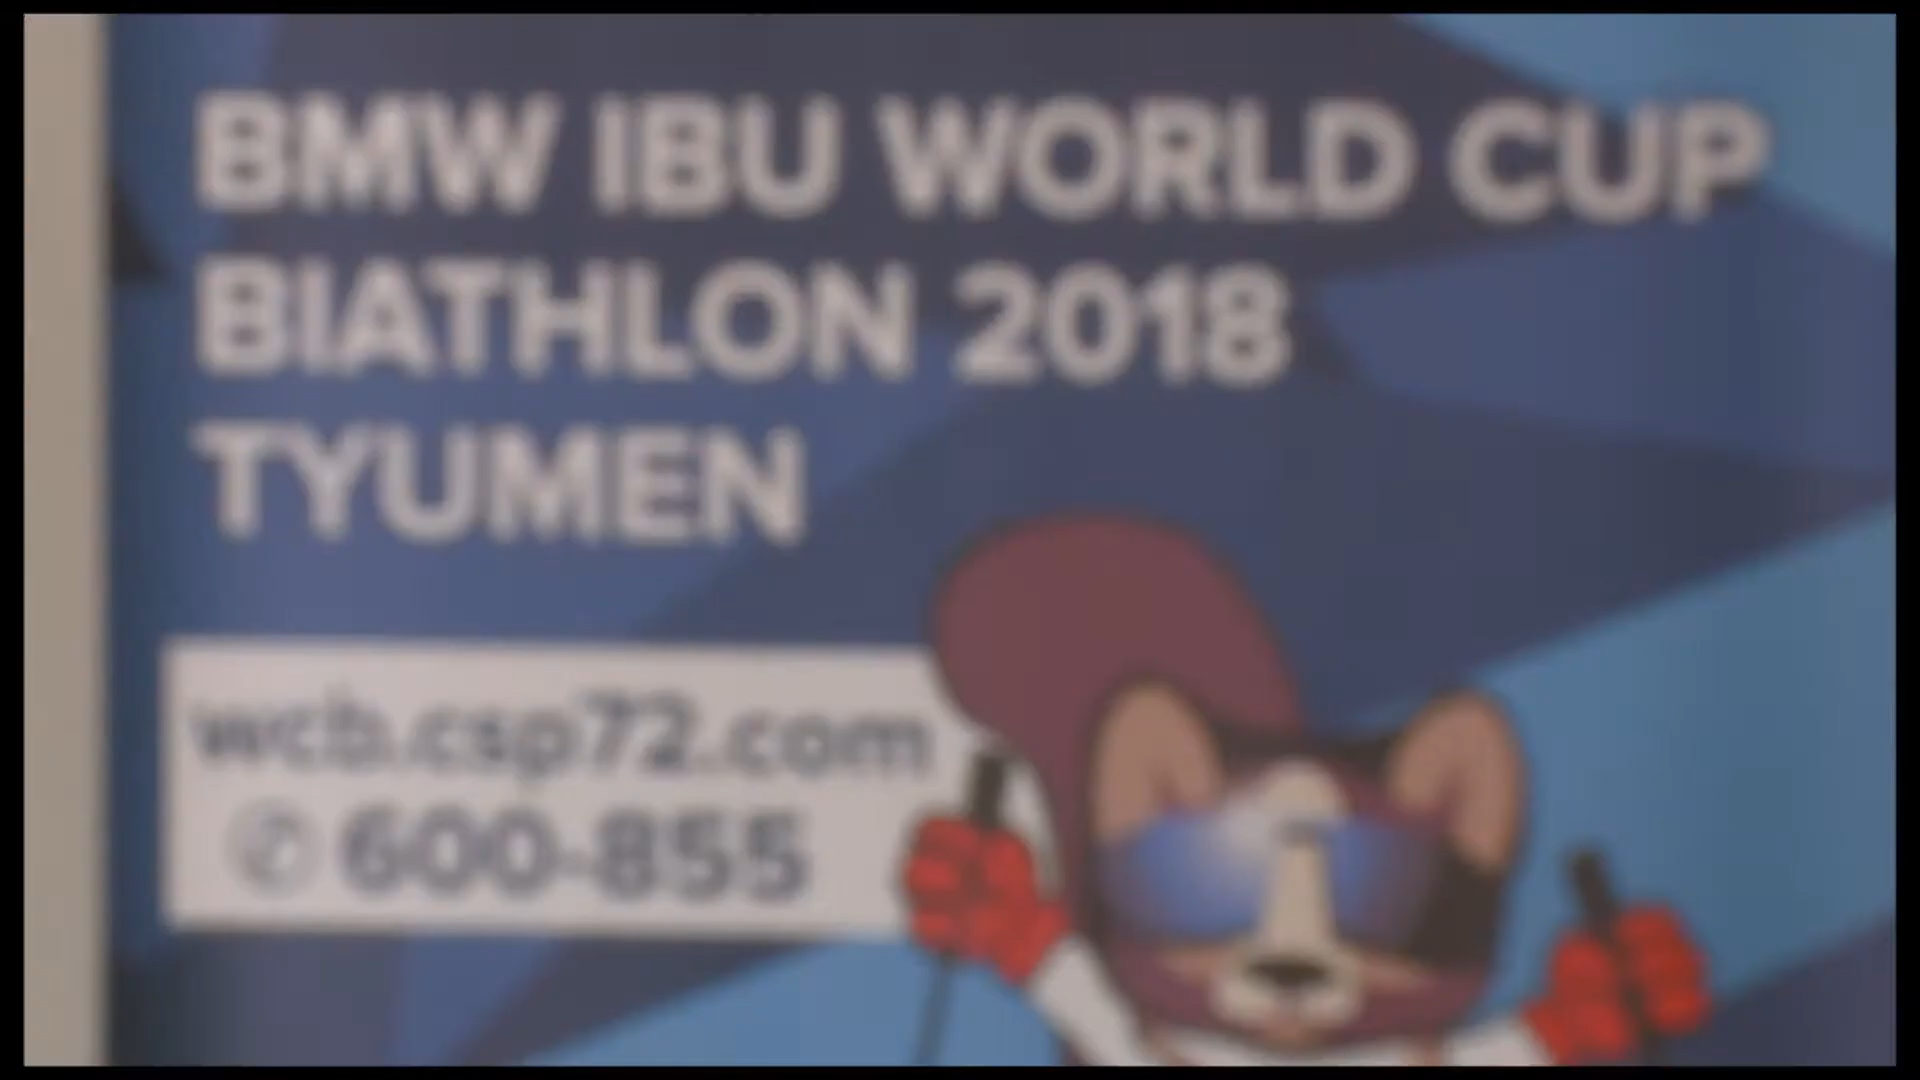 BMW IBU WORLD CUP
BIATHLON 2018
TYUMEN
wcb.csp72.com
✆ 600-855